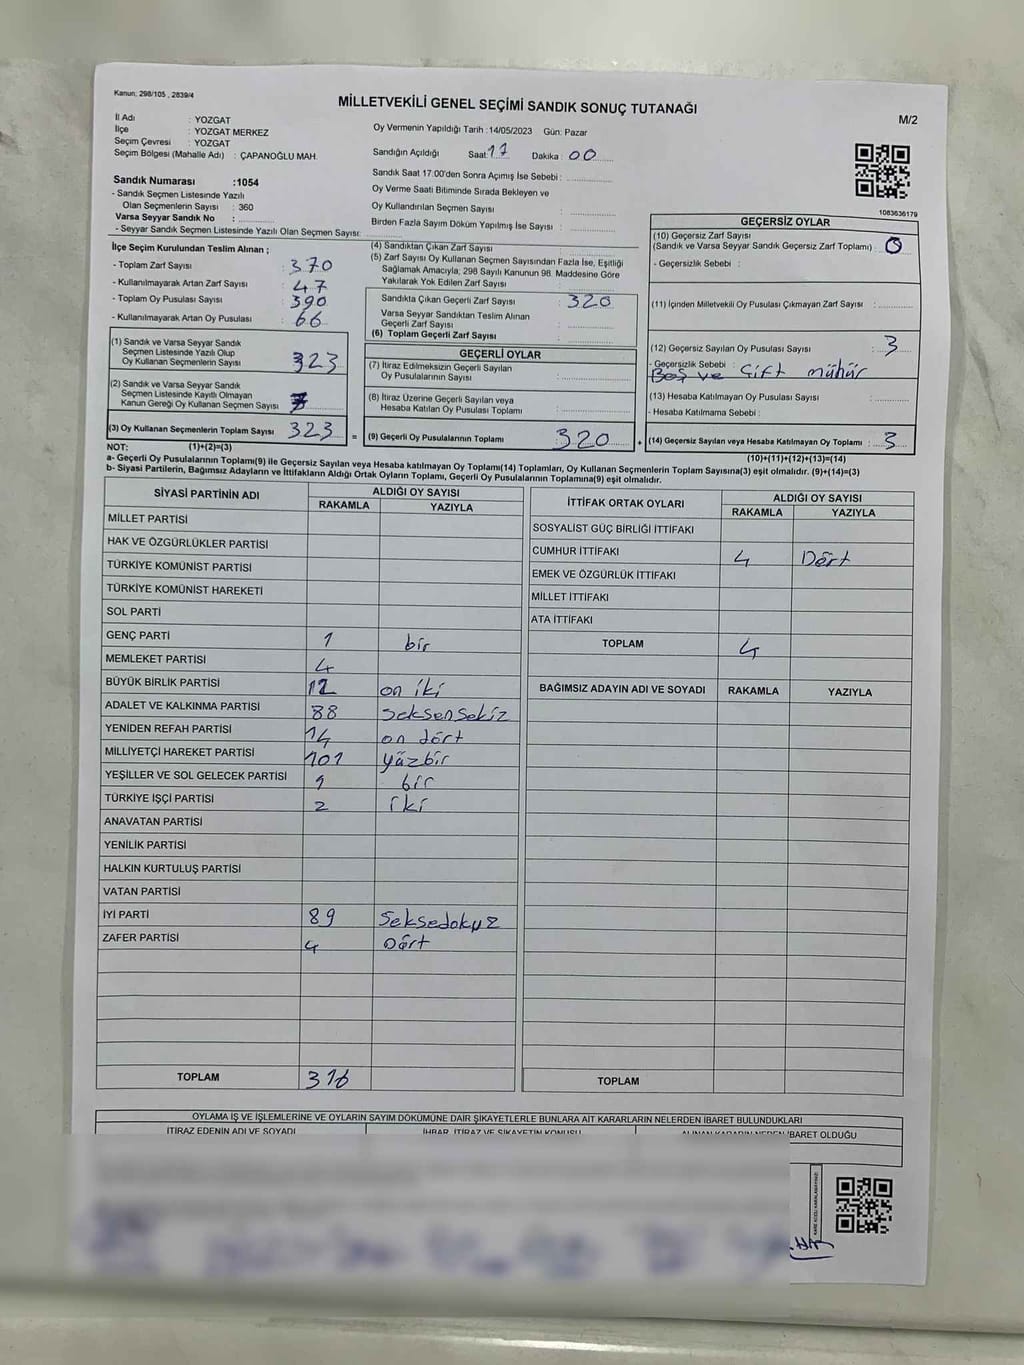 Kanun; 298/105 , 2839/4
MİLLETVEKİLİ GENEL SEÇİMİ SANDIK SONUÇ TUTANAĞI
M/2
İl Adı : YOZGAT
İlçe : YOZGAT MERKEZ
Seçim Çevresi : YOZGAT
Seçim Bölgesi (Mahalle Adı) : ÇAPANOĞLU MAH.
Sandık Numarası :1054
- Sandık Seçmen Listesinde Yazılı
Olan Seçmenlerin Sayısı : 360
Varsa Seyyar Sandık No :
- Seyyar Sandık Seçmen Listesinde Yazılı Olan Seçmen Sayısı:
Oy Vermenin Yapıldığı Tarih :14/05/2023 Gün: Pazar
Sandığın Açıldığı Saat: 17 Dakika : 00
Sandık Saat 17:00'den Sonra Açımış İse Sebebi :
Oy Verme Saati Bitiminde Sırada Bekleyen ve
Oy Kullandırılan Seçmen Sayısı :
Birden Fazla Sayım Döküm Yapılmış İse Sayısı :
1083636179
İlçe Seçim Kurulundan Teslim Alınan ;
- Toplam Zarf Sayısı : 370
- Kullanılmayarak Artan Zarf Sayısı : 47
- Toplam Oy Pusulası Sayısı : 390
- Kullanılmayarak Artan Oy Pusulası : 66
(1) Sandık ve Varsa Seyyar Sandık
Seçmen Listesinde Yazılı Olup
Oy Kullanan Seçmenlerin Sayısı : 323
(2) Sandık ve Varsa Seyyar Sandık
Seçmen Listesinde Kayıtlı Olmayan
Kanun Gereği Oy Kullanan Seçmen Sayısı :
(3) Oy Kullanan Seçmenlerin Toplam Sayısı : 323
(4) Sandıktan Çıkan Zarf Sayısı :
(5) Zarf Sayısı Oy Kullanan Seçmen Sayısından Fazla İse, Eşitliği
Sağlamak Amacıyla; 298 Sayılı Kanunun 98. Maddesine Göre
Yakılarak Yok Edilen Zarf Sayısı :
Sandıkta Çıkan Geçerli Zarf Sayısı : 320
Varsa Seyyar Sandıktan Teslim Alınan
Geçerli Zarf Sayısı :
(6) Toplam Geçerli Zarf Sayısı :
GEÇERLİ OYLAR
(7) İtiraz Edilmeksizin Geçerli Sayılan
Oy Pusulalarının Sayısı :
(8) İtiraz Üzerine Geçerli Sayılan veya
Hesaba Katılan Oy Pusulası Toplamı :
= (9) Geçerli Oy Pusulalarının Toplamı : 320
GEÇERSİZ OYLAR
(10) Geçersiz Zarf Sayısı
(Sandık ve Varsa Seyyar Sandık Geçersiz Zarf Toplamı) : 0
- Geçersizlik Sebebi :
(11) İçinden Milletvekili Oy Pusulası Çıkmayan Zarf Sayısı :
(12) Geçersiz Sayılan Oy Pusulası Sayısı : 3
- Geçersizlik Sebebi :
Boş ve Çift mühür
(13) Hesaba Katılmayan Oy Pusulası Sayısı :
- Hesaba Katılmama Sebebi :
+ (14) Geçersiz Sayılan veya Hesaba Katılmayan Oy Toplamı : 3
NOT: (1)+(2)=(3)
(10)+(11)+(12)+(13)=(14)
a- Geçerli Oy Pusulalarının Toplamı(9) ile Geçersiz Sayılan veya Hesaba katılmayan Oy Toplamı(14) Toplamları, Oy Kullanan Seçmenlerin Toplam Sayısına(3) eşit olmalıdır. (9)+(14)=(3)
b- Siyasi Partilerin, Bağımsız Adayların ve İttifakların Aldığı Ortak Oyların Toplamı, Geçerli Oy Pusulalarının Toplamına(9) eşit olmalıdır.
SİYASİ PARTİNİN ADI ALDIĞI OY SAYISI
RAKAMLA YAZIYLA
MİLLET PARTİSİ
HAK VE ÖZGÜRLÜKLER PARTİSİ
TÜRKİYE KOMÜNİST PARTİSİ
TÜRKİYE KOMÜNİST HAREKETİ
SOL PARTİ
GENÇ PARTİ 1 bir
MEMLEKET PARTİSİ 4
BÜYÜK BİRLİK PARTİSİ 12 on iki
ADALET VE KALKINMA PARTİSİ 88 seksensekiz
YENİDEN REFAH PARTİSİ 14 on dört
MİLLİYETÇİ HAREKET PARTİSİ 101 yüzbir
YEŞİLLER VE SOL GELECEK PARTİSİ 1 bir
TÜRKİYE İŞÇİ PARTİSİ 2 iki
ANAVATAN PARTİSİ
YENİLİK PARTİSİ
HALKIN KURTULUŞ PARTİSİ
VATAN PARTİSİ
İYİ PARTİ 89 Seksedokuz
ZAFER PARTİSİ 4 Dört
TOPLAM 316
İTTİFAK ORTAK OYLARI ALDIĞI OY SAYISI
RAKAMLA YAZIYLA
SOSYALİST GÜÇ BİRLİĞİ İTTİFAKI
CUMHUR İTTİFAKI 4 Dört
EMEK VE ÖZGÜRLÜK İTTİFAKI
MİLLET İTTİFAKI
ATA İTTİFAKI
TOPLAM 4
BAĞIMSIZ ADAYIN ADI VE SOYADI RAKAMLA YAZIYLA
TOPLAM
OYLAMA İŞ VE İŞLEMLERİNE VE OYLARIN SAYIM DÖKÜMÜNE DAİR ŞİKAYETLERLE BUNLARA AİT KARARLARIN NELERDEN İBARET BULUNDUKLARI
İTİRAZ EDENİN ADI VE SOYADI İHBAR, İTİRAZ VE ŞİKAYETİN KONUSU ALINAN KARARIN NEDEN İBARET OLDUĞU